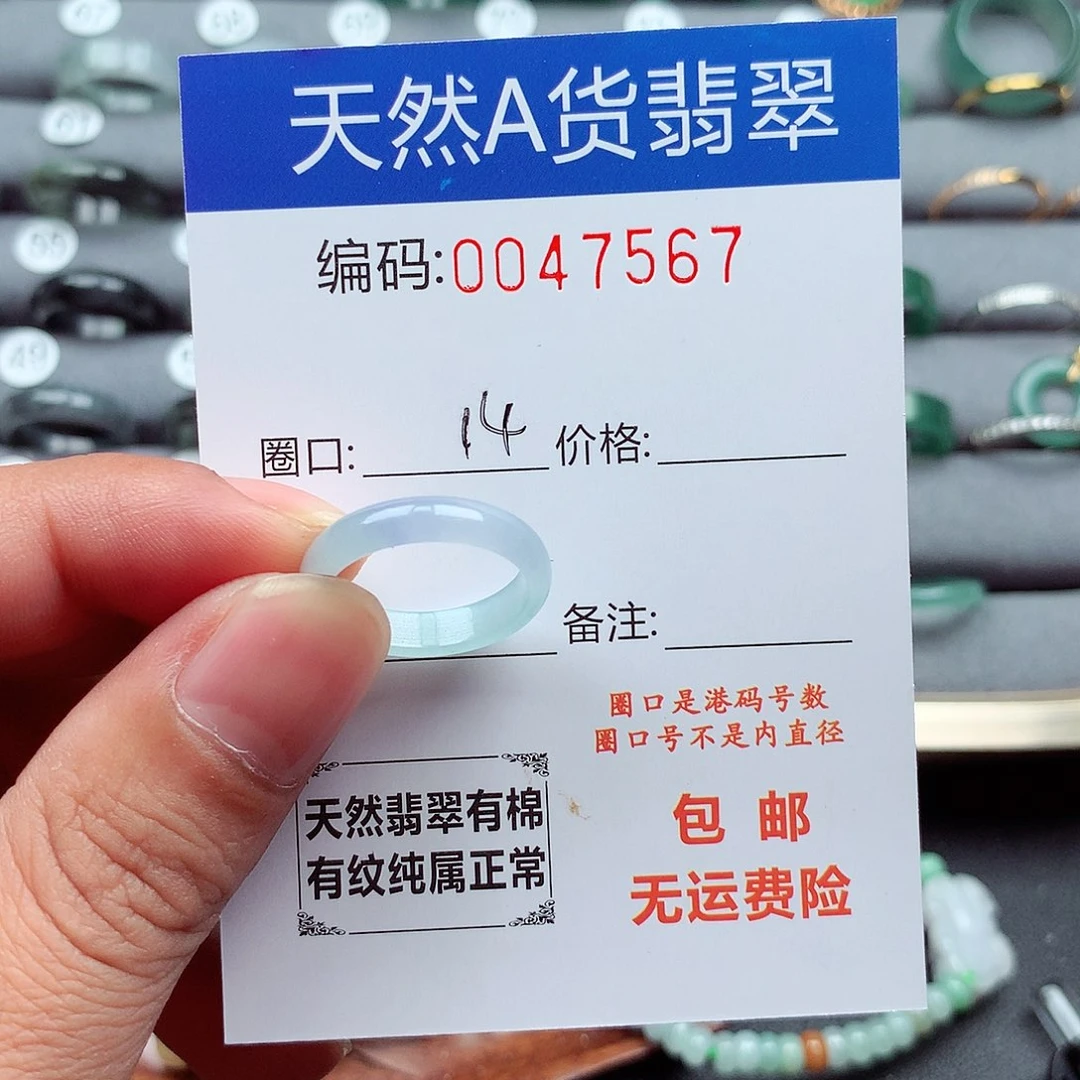 天然A货翡翠
编码:0047567
圈口: 14 价格:
备注:
圈口是港码号数
圈口号不是内直径
天然翡翠有棉
有纹纯属正常
包 邮
无运费险
49